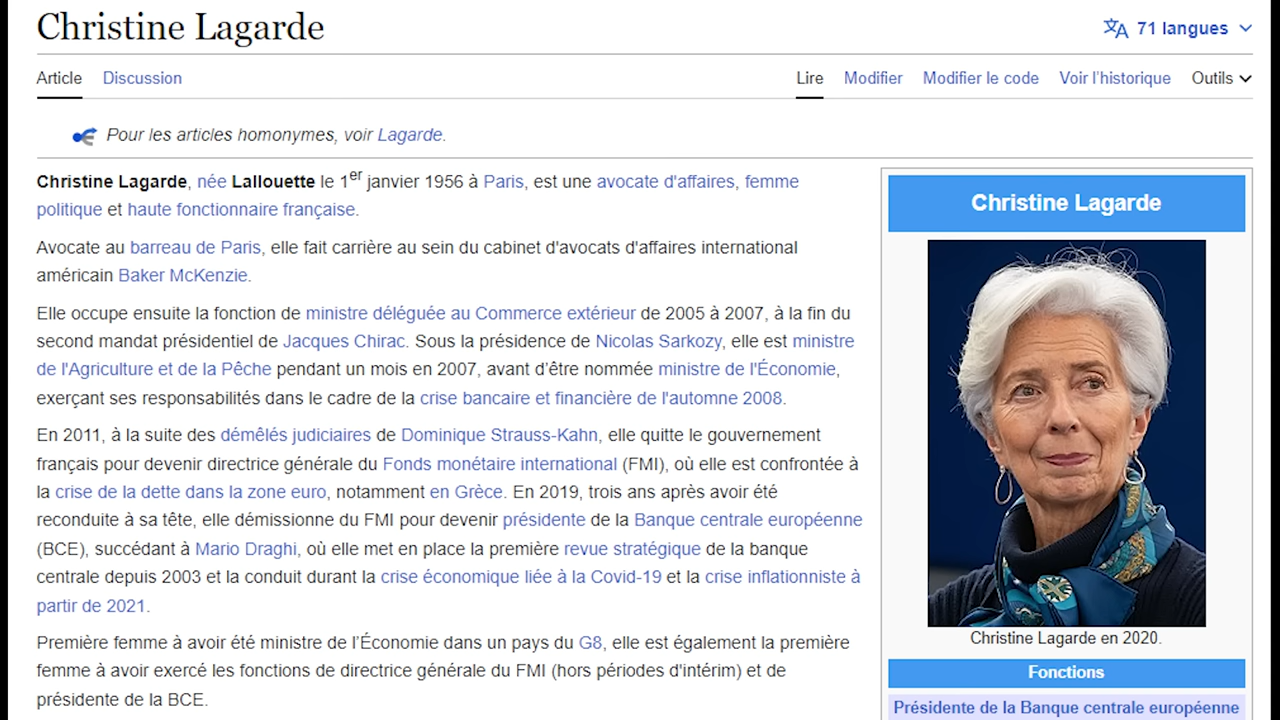 Christine Lagarde
71 langues
Article Discussion
Lire Modifier Modifier le code Voir l'historique Outils
Pour les articles homonymes, voir Lagarde.
Christine Lagarde, née Lallouette le 1er janvier 1956 à Paris, est une avocate d'affaires, femme
politique et haute fonctionnaire française.
Avocate au barreau de Paris, elle fait carrière au sein du cabinet d'avocats d'affaires international
américain Baker McKenzie.
Elle occupe ensuite la fonction de ministre déléguée au Commerce extérieur de 2005 à 2007, à la fin du
second mandat présidentiel de Jacques Chirac. Sous la présidence de Nicolas Sarkozy, elle est ministre
de l'Agriculture et de la Pêche pendant un mois en 2007, avant d'être nommée ministre de l'Économie,
exerçant ses responsabilités dans le cadre de la crise bancaire et financière de l'automne 2008.
En 2011, à la suite des démêlés judiciaires de Dominique Strauss-Kahn, elle quitte le gouvernement
français pour devenir directrice générale du Fonds monétaire international (FMI), où elle est confrontée à
la crise de la dette dans la zone euro, notamment en Grèce. En 2019, trois ans après avoir été
reconduite à sa tête, elle démissionne du FMI pour devenir présidente de la Banque centrale européenne
(BCE), succédant à Mario Draghi, où elle met en place la première revue stratégique de la banque
centrale depuis 2003 et la conduit durant la crise économique liée à la Covid-19 et la crise inflationniste à
partir de 2021.
Première femme à avoir été ministre de l'Économie dans un pays du G8, elle est également la première
femme à avoir exercé les fonctions de directrice générale du FMI (hors périodes d'intérim) et de
présidente de la BCE.
Christine Lagarde
Christine Lagarde en 2020.
Fonctions
Présidente de la Banque centrale européenne